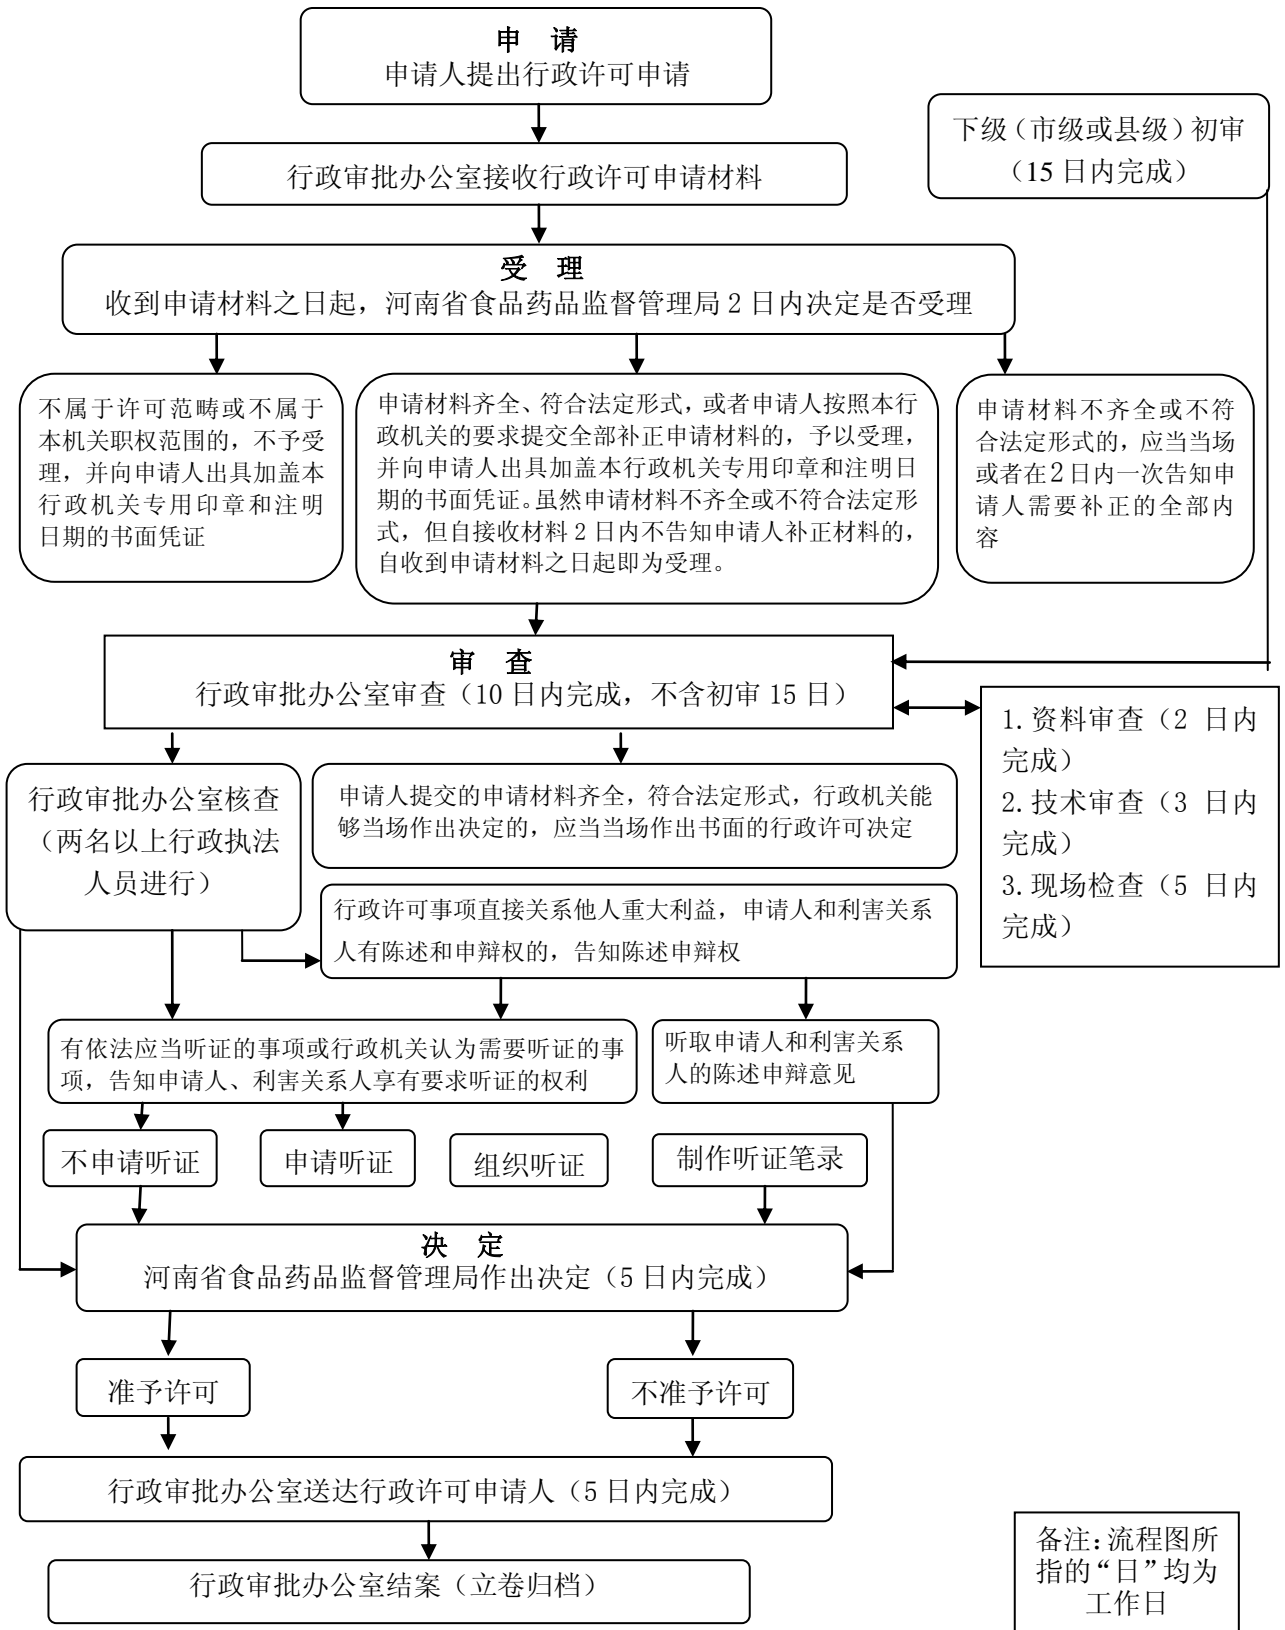 申 请
申请人提出行政许可申请
下级（市级或县级）初审
（15 日内完成）
行政审批办公室接收行政许可申请材料
受 理
收到申请材料之日起，河南省食品药品监督管理局 2 日内决定是否受理
不属于许可范畴或不属于
本机关职权范围的，不予受
理，并向申请人出具加盖本
行政机关专用印章和注明
日期的书面凭证
申请材料齐全、符合法定形式，或者申请人按照本行
政机关的要求提交全部补正申请材料的，予以受理，
并向申请人出具加盖本行政机关专用印章和注明日
期的书面凭证。虽然申请材料不齐全或不符合法定形
式，但自接收材料 2 日内不告知申请人补正材料的，
自收到申请材料之日起即为受理。
申请材料不齐全或不符
合法定形式的，应当当场
或者在 2 日内一次告知申
请人需要补正的全部内
容
审 查
行政审批办公室审查（10 日内完成，不含初审 15 日）
1.资料审查（2 日内
完成）
2.技术审查（3 日内
完成）
3.现场检查（5 日内
完成）
行政审批办公室核查
（两名以上行政执法
人员进行）
申请人提交的申请材料齐全，符合法定形式，行政机关能
够当场作出决定的，应当当场作出书面的行政许可决定
行政许可事项直接关系他人重大利益，申请人和利害关系
人有陈述和申辩权的，告知陈述申辩权
有依法应当听证的事项或行政机关认为需要听证的事
项，告知申请人、利害关系人享有要求听证的权利
听取申请人和利害关系
人的陈述申辩意见
不申请听证
申请听证
组织听证
制作听证笔录
决 定
河南省食品药品监督管理局作出决定（5 日内完成）
准予许可
不准予许可
行政审批办公室送达行政许可申请人（5 日内完成）
行政审批办公室结案（立卷归档）
备注：流程图所
指的“日”均为
工作日